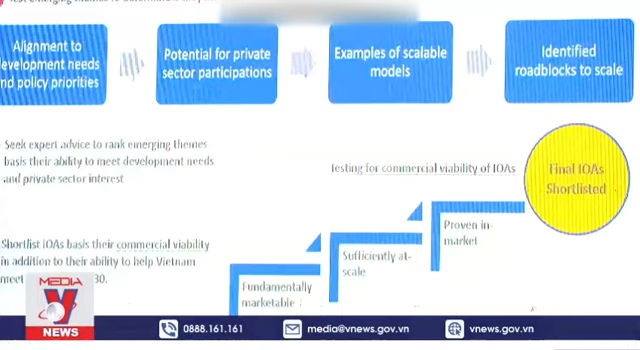 Alignment to
development needs
and policy priorities
Potential for private
sector participations
Examples of scalable
models
Identified
roadblocks to scale
Seek expert advice to rank emerging themes
basis their ability to meet development needs
and private sector interest
Testing for commercial viability of IOAs
Final IOAs
Shortlisted
Shortlist IOAs basis their commercial viability
in addition to their ability to help Vietnam
meet 30.
Fundamentally
marketable
Sufficiently at-
scale
Proven in-
market
MEDIA
V
NEWS
0888.161.161
media@vnews.gov.vn
vnews.gov.vn